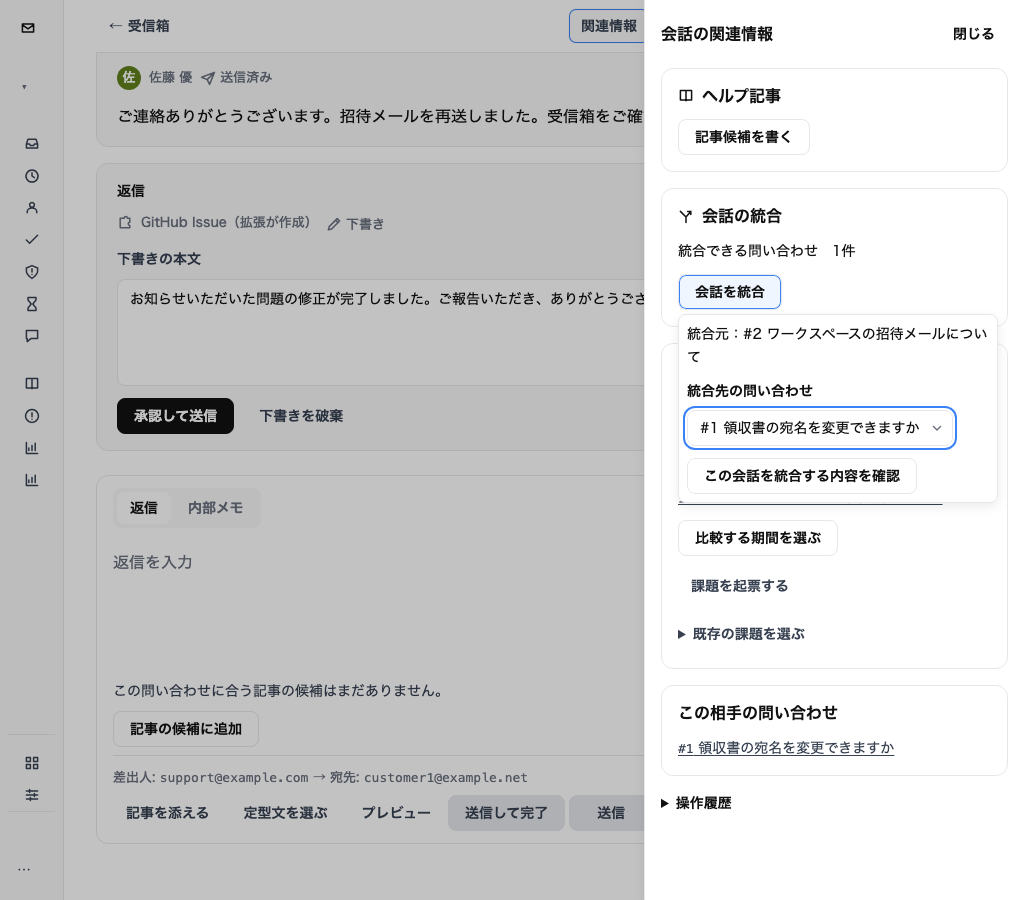 ← 受信箱
関連情報
佐 佐藤 優 送信済み
ご連絡ありがとうございます。招待メールを再送しました。受信箱をご確
返信
GitHub Issue（拡張が作成） 下書き
下書きの本文
お知らせいただいた問題の修正が完了しました。ご報告いただき、ありがとうござ
承認して送信 下書きを破棄
返信 内部メモ
返信を入力
この問い合わせに合う記事の候補はまだありません。
記事の候補に追加
差出人: support@example.com → 宛先: customer1@example.net
記事を添える 定型文を選ぶ プレビュー 送信して完了 送信
会話の関連情報 閉じる
ヘルプ記事
記事候補を書く
会話の統合
統合できる問い合わせ 1件
会話を統合
統合元：#2 ワークスペースの招待メールについ
て
統合先の問い合わせ
#1 領収書の宛名を変更できますか
この会話を統合する内容を確認
比較する期間を選ぶ
課題を起票する
▶ 既存の課題を選ぶ
この相手の問い合わせ
#1 領収書の宛名を変更できますか
▶ 操作履歴